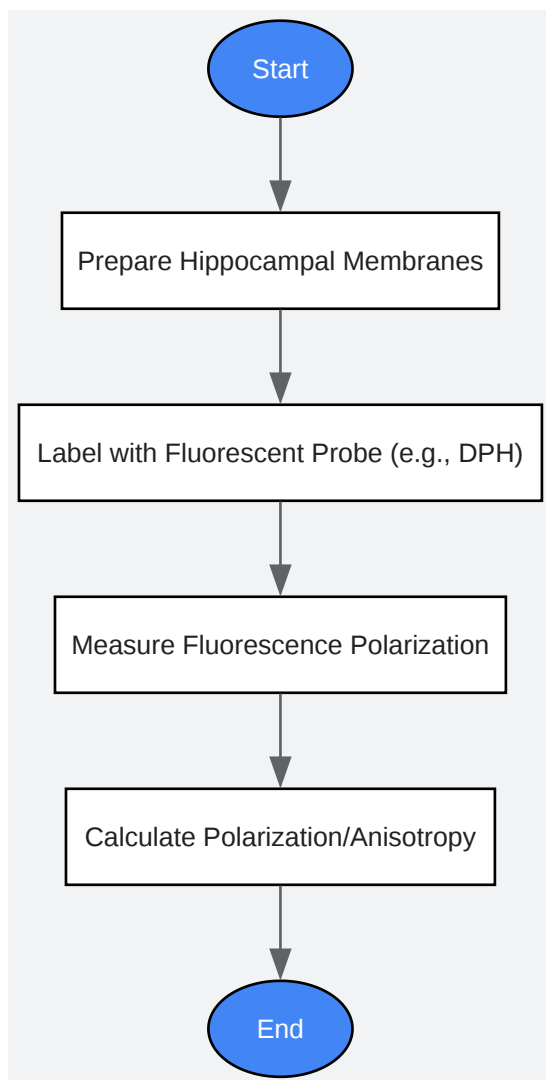 Start
Prepare Hippocampal Membranes
Label with Fluorescent Probe (e.g., DPH)
Measure Fluorescence Polarization
Calculate Polarization/Anisotropy
End